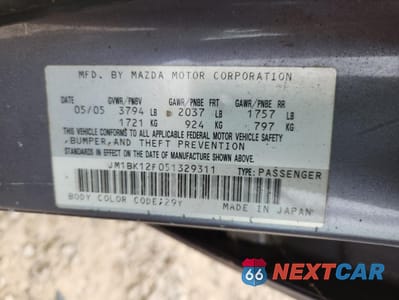 MFD. BY MAZDA MOTOR CORPORATION
GVWR/PNBV GAWR/PNBE FRT GAWR/PNBE RR
05/05 3794 LB 2037 LB 1757 LB
1721 KG 924 KG 797 KG
THIS VEHICLE CONFORMS TO ALL APPLICABLE FEDERAL MOTOR VEHICLE SAFETY,
BUMPER, AND THEFT PREVENTION
STANDARDS IN EFFECT ON THE DATE OF MANUFACTURE SHOWN ABOVE.
JM1BK12F051329311 TYPE: PASSENGER
BODY COLOR CODE: 29Y MADE IN JAPAN
66 NEXTCAR